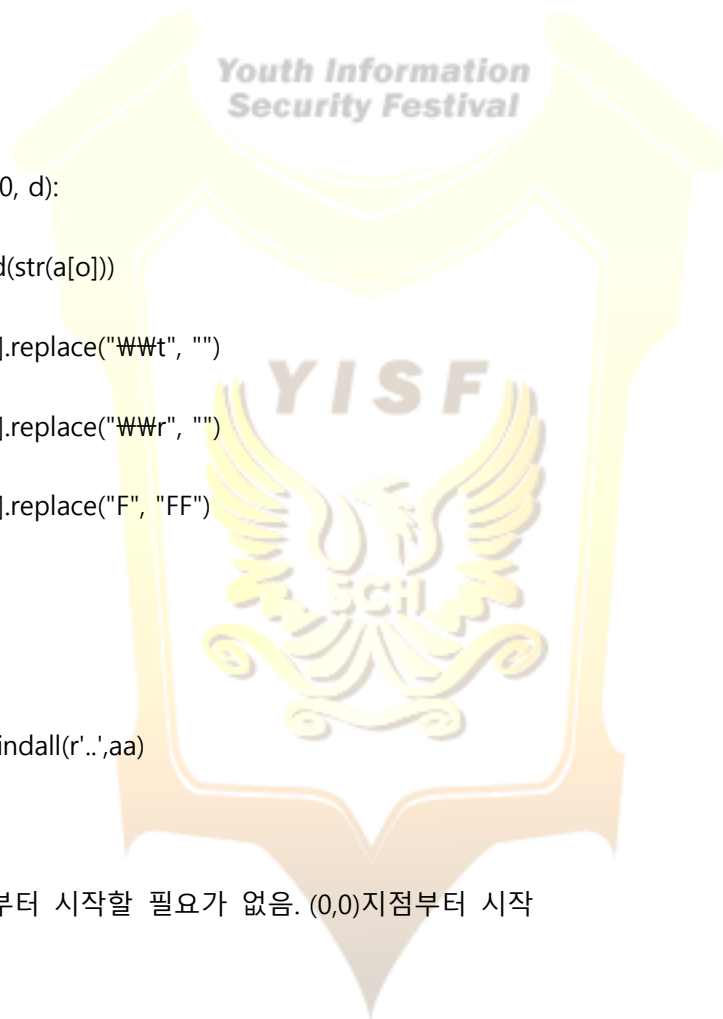 Youth Information
Security Festival
0, d):
d(str(a[o]))
].replace("₩₩t", "")
YISF
].replace("₩₩r", "")
].replace("F", "FF")
SCH
indall(r'..',aa)
부터 시작할 필요가 없음. (0,0)지점부터 시작